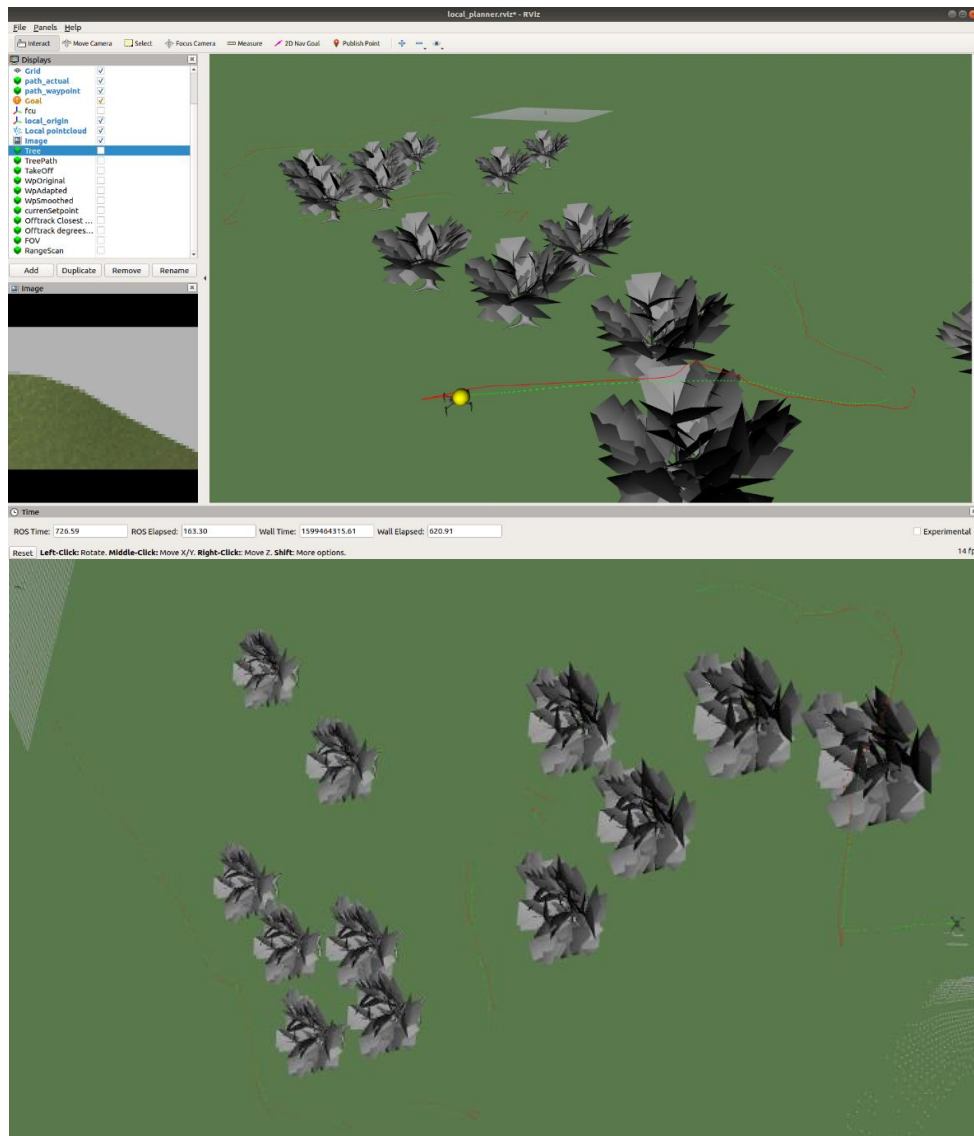 local_planner.rviz* - RViz
File Panels Help
Interact Move Camera Select Focus Camera Measure 2D Nav Goal Publish Point
Displays
Grid
path_actual
path_waypoint
Goal
fcu
local_origin
Local pointcloud
Image
Tree
TreePath
TakeOff
WpOriginal
WpAdapted
WpSmoothed
currenSetpoint
Offtrack Closest ...
Offtrack degrees...
FOV
RangeScan
Add Duplicate Remove Rename
Image
Time
ROS Time: 726.59 ROS Elapsed: 163.30 Wall Time: 1599464315.61 Wall Elapsed: 620.91 Experimental
Reset Left-Click: Rotate. Middle-Click: Move X/Y. Right-Click:: Move Z. Shift: More options. 14 fp